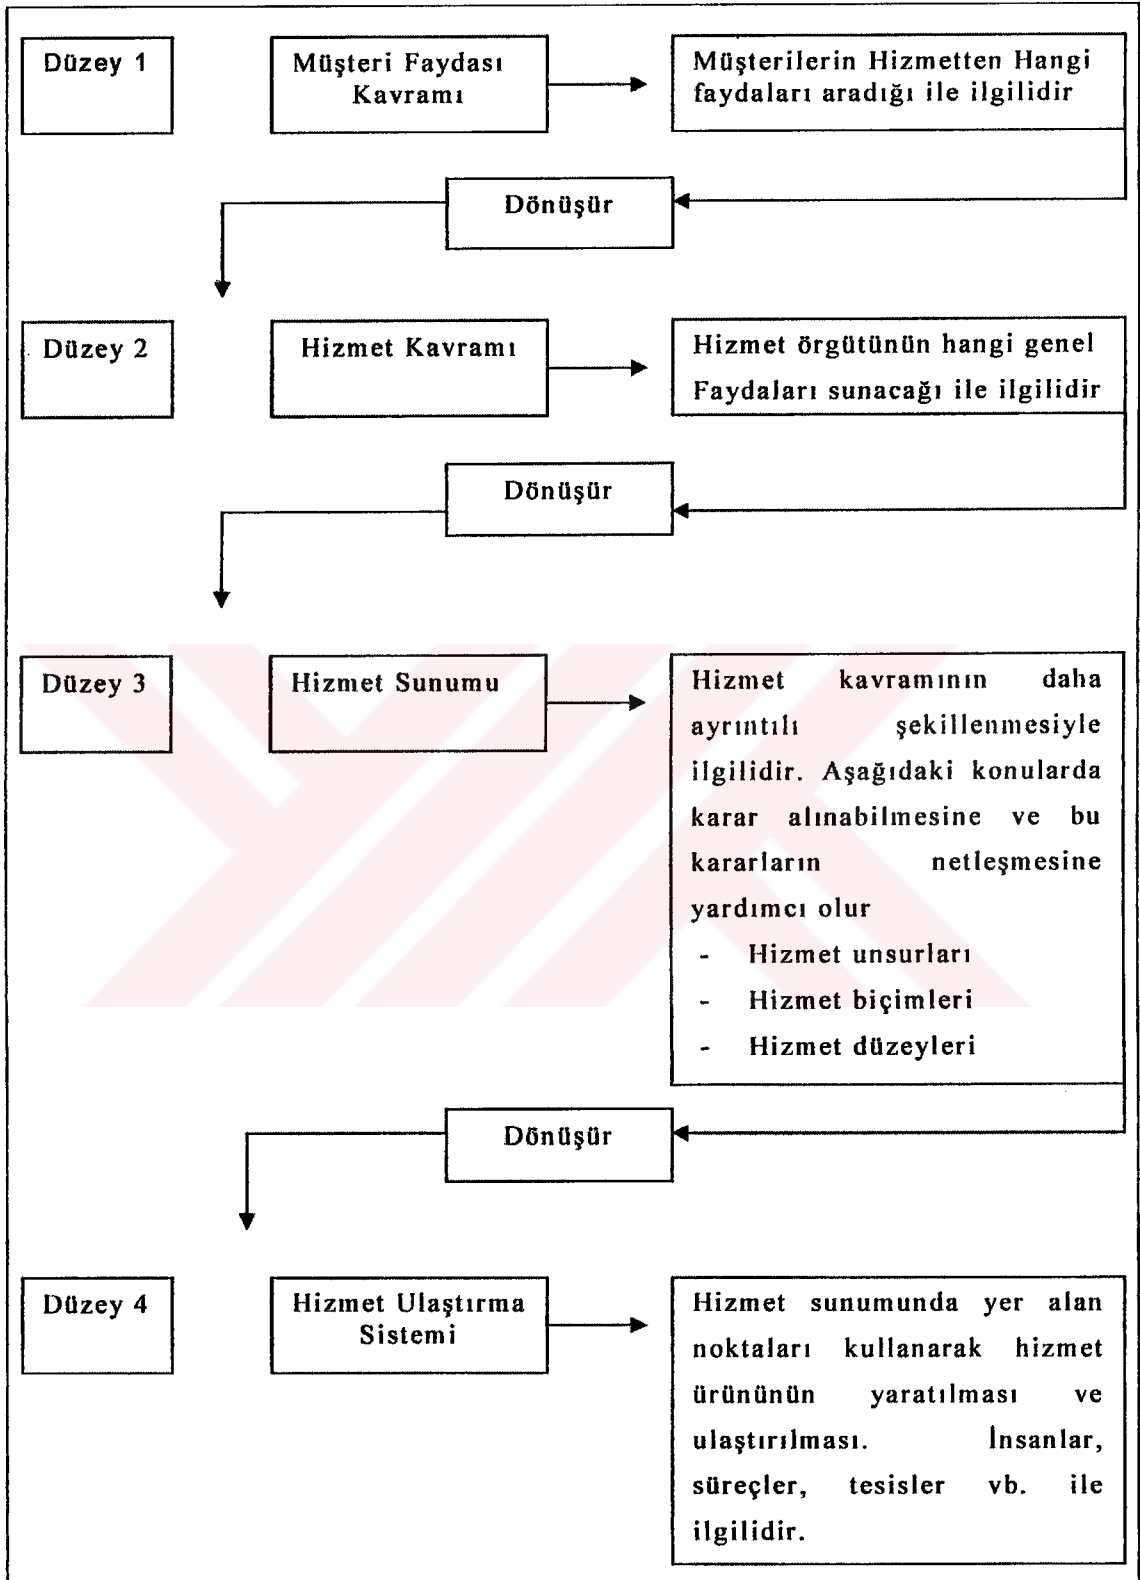 Düzey 1
Müşteri Faydası
Kavramı
Müşterilerin Hizmetten Hangi
faydaları aradığı ile ilgilidir
Dönüşür
Düzey 2
Hizmet Kavramı
Hizmet örgütünün hangi genel
Faydaları sunacağı ile ilgilidir
Dönüşür
Düzey 3
Hizmet Sunumu
Hizmet kavramının daha
ayrıntılı şekillenmesiyle
ilgilidir. Aşağıdaki konularda
karar alınabilmesine ve bu
kararların netleşmesine
yardımcı olur
- Hizmet unsurları
- Hizmet biçimleri
- Hizmet düzeyleri
Dönüşür
Düzey 4
Hizmet Ulaştırma
Sistemi
Hizmet sunumunda yer alan
noktaları kullanarak hizmet
ürününün yaratılması ve
ulaştırılması. İnsanlar,
süreçler, tesisler vb. ile
ilgilidir.